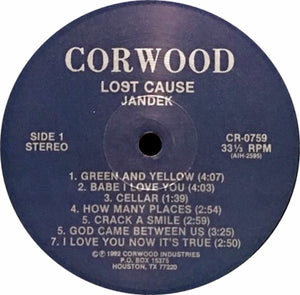 CORWOOD
LOST CAUSE
JANDEK
SIDE 1
STEREO
CR-0759
33⅓ RPM
(AIH-2595)
1. GREEN AND YELLOW (4:07)
2. BABE I LOVE YOU (4:03)
3. CELLAR (1:39)
4. HOW MANY PLACES (2:54)
5. CRACK A SMILE (2:59)
6. GOD CAME BETWEEN US (3:25)
7. I LOVE YOU NOW IT'S TRUE (2:50)
©℗ 1992 CORWOOD INDUSTRIES
P.O. BOX 15375
HOUSTON, TX 77220